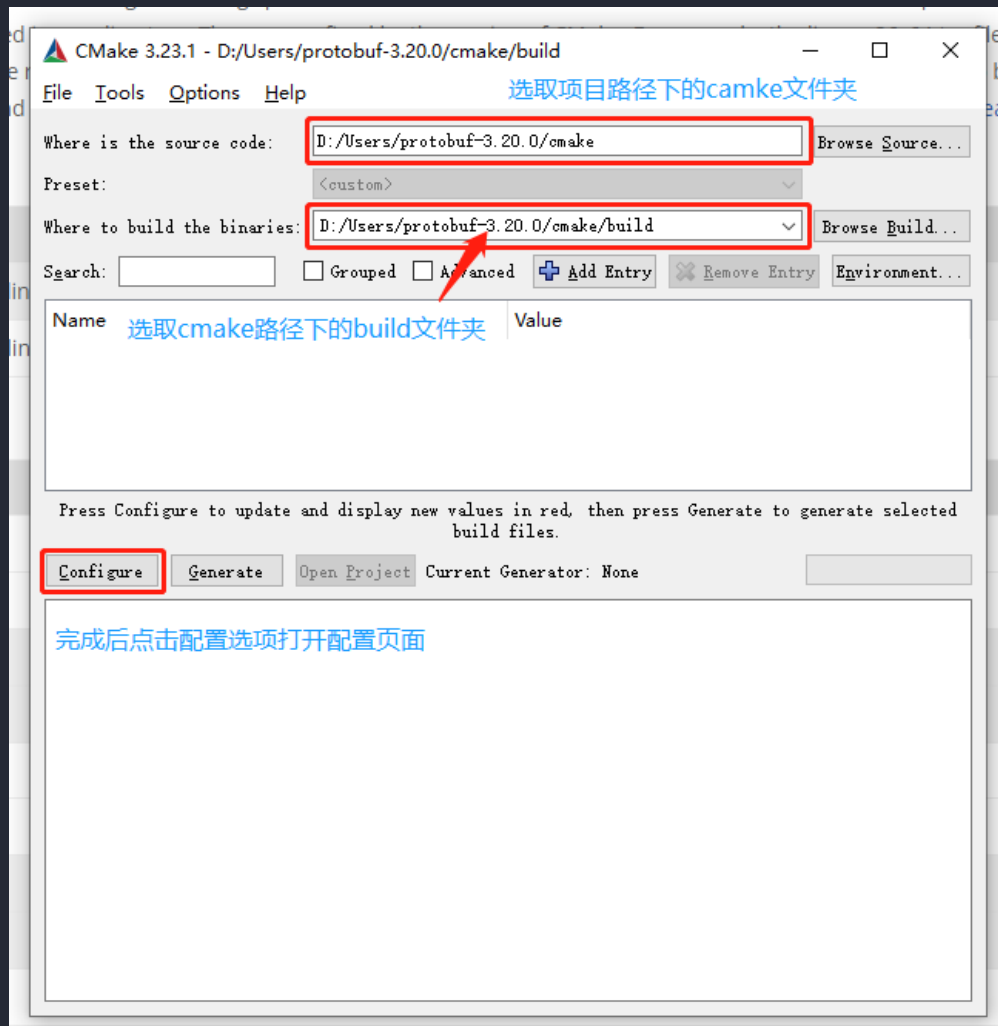 CMake 3.23.1 - D:/Users/protobuf-3.20.0/cmake/build
File Tools Options Help
选取项目路径下的camke文件夹
Where is the source code: D:/Users/protobuf-3.20.0/cmake Browse Source...
Preset: <custom>
Where to build the binaries: D:/Users/protobuf-3.20.0/cmake/build Browse Build...
Search: Grouped Advanced Add Entry Remove Entry Environment...
Name Value
选取cmake路径下的build文件夹
Press Configure to update and display new values in red, then press Generate to generate selected
build files.
Configure Generate Open Project Current Generator: None
完成后点击配置选项打开配置页面